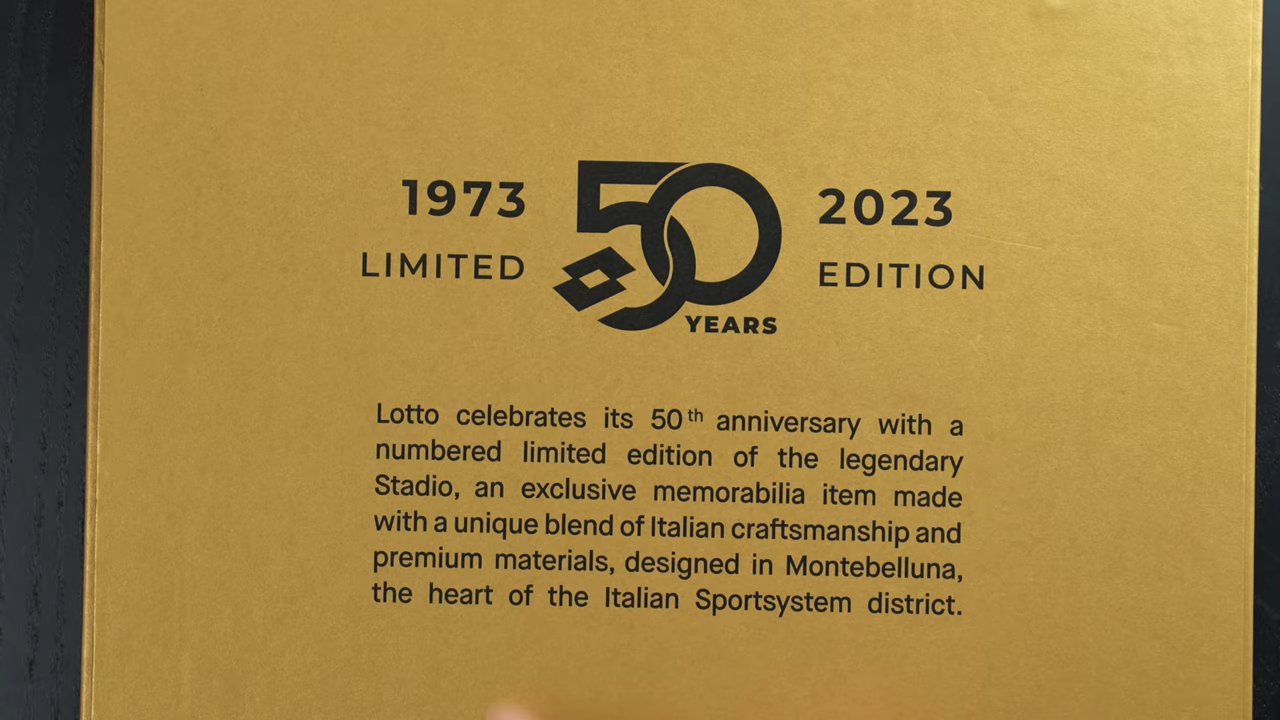 1973 50 2023
LIMITED EDITION
YEARS
Lotto celebrates its 50th anniversary with a
numbered limited edition of the legendary
Stadio, an exclusive memorabilia item made
with a unique blend of Italian craftsmanship and
premium materials, designed in Montebelluna,
the heart of the Italian Sportsystem district.